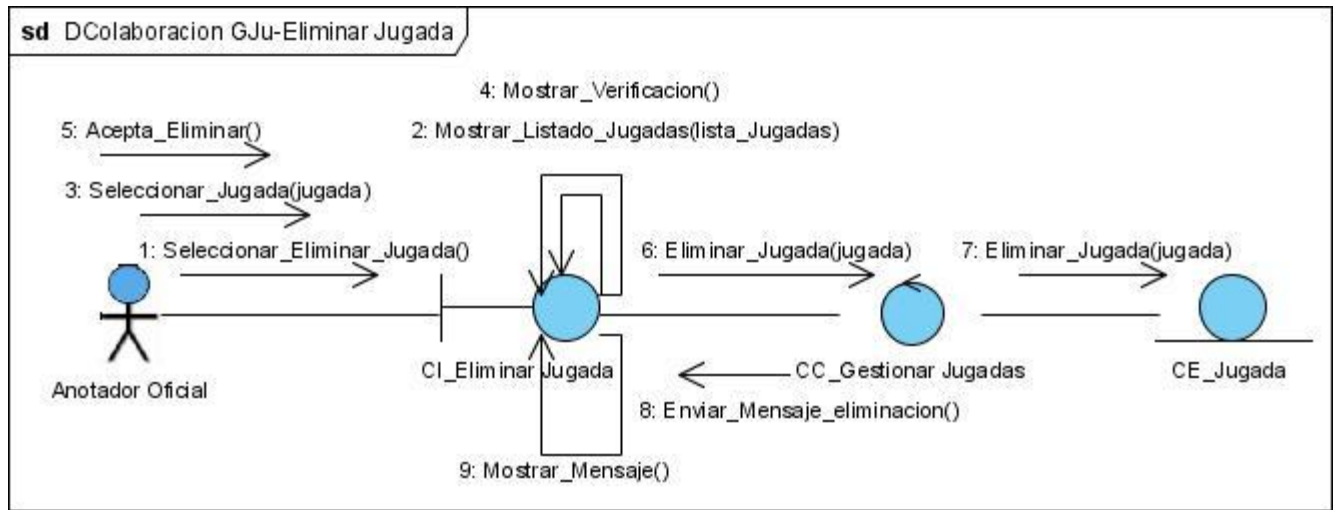 sd DColaboracion GJu-Eliminar Jugada
4: Mostrar_Verificacion()
5: Acepta_Eliminar()
2: Mostrar_Listado_Jugadas(lista_Jugadas)
3: Seleccionar_Jugada(jugada)
1: Seleccionar_Eliminar_Jugada()
6: Eliminar_Jugada(jugada)
7: Eliminar_Jugada(jugada)
Anotador Oficial
CI_Eliminar Jugada
CC_Gestionar Jugadas
CE_Jugada
8: Enviar_Mensaje_eliminacion()
9: Mostrar_Mensaje()